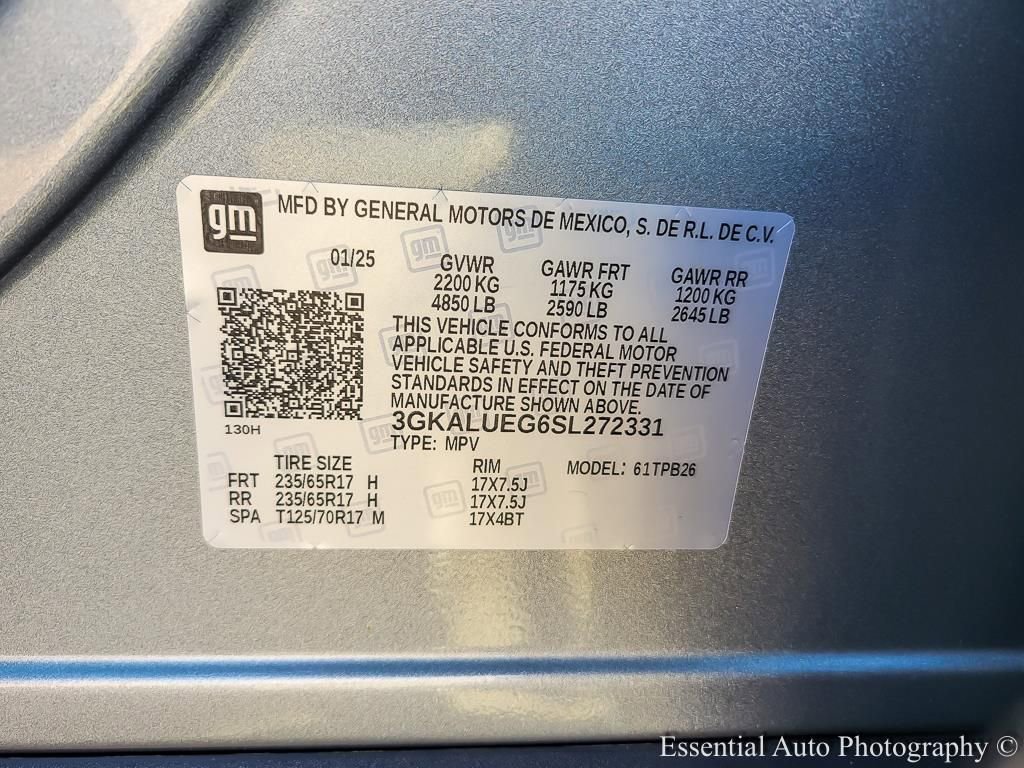 gm MFD BY GENERAL MOTORS DE MEXICO, S. DE R.L. DE C.V.
01/25 GVWR GAWR FRT GAWR RR
2200 KG 1175 KG 1200 KG
4850 LB 2590 LB 2645 LB
THIS VEHICLE CONFORMS TO ALL
APPLICABLE U.S. FEDERAL MOTOR
VEHICLE SAFETY AND THEFT PREVENTION
STANDARDS IN EFFECT ON THE DATE OF
MANUFACTURE SHOWN ABOVE.
130H 3GKALUEG6SL272331
TYPE: MPV
TIRE SIZE RIM MODEL: 61TPB26
FRT 235/65R17 H 17X7.5J
RR 235/65R17 H 17X7.5J
SPA T125/70R17 M 17X4BT
Essential Auto Photography ©